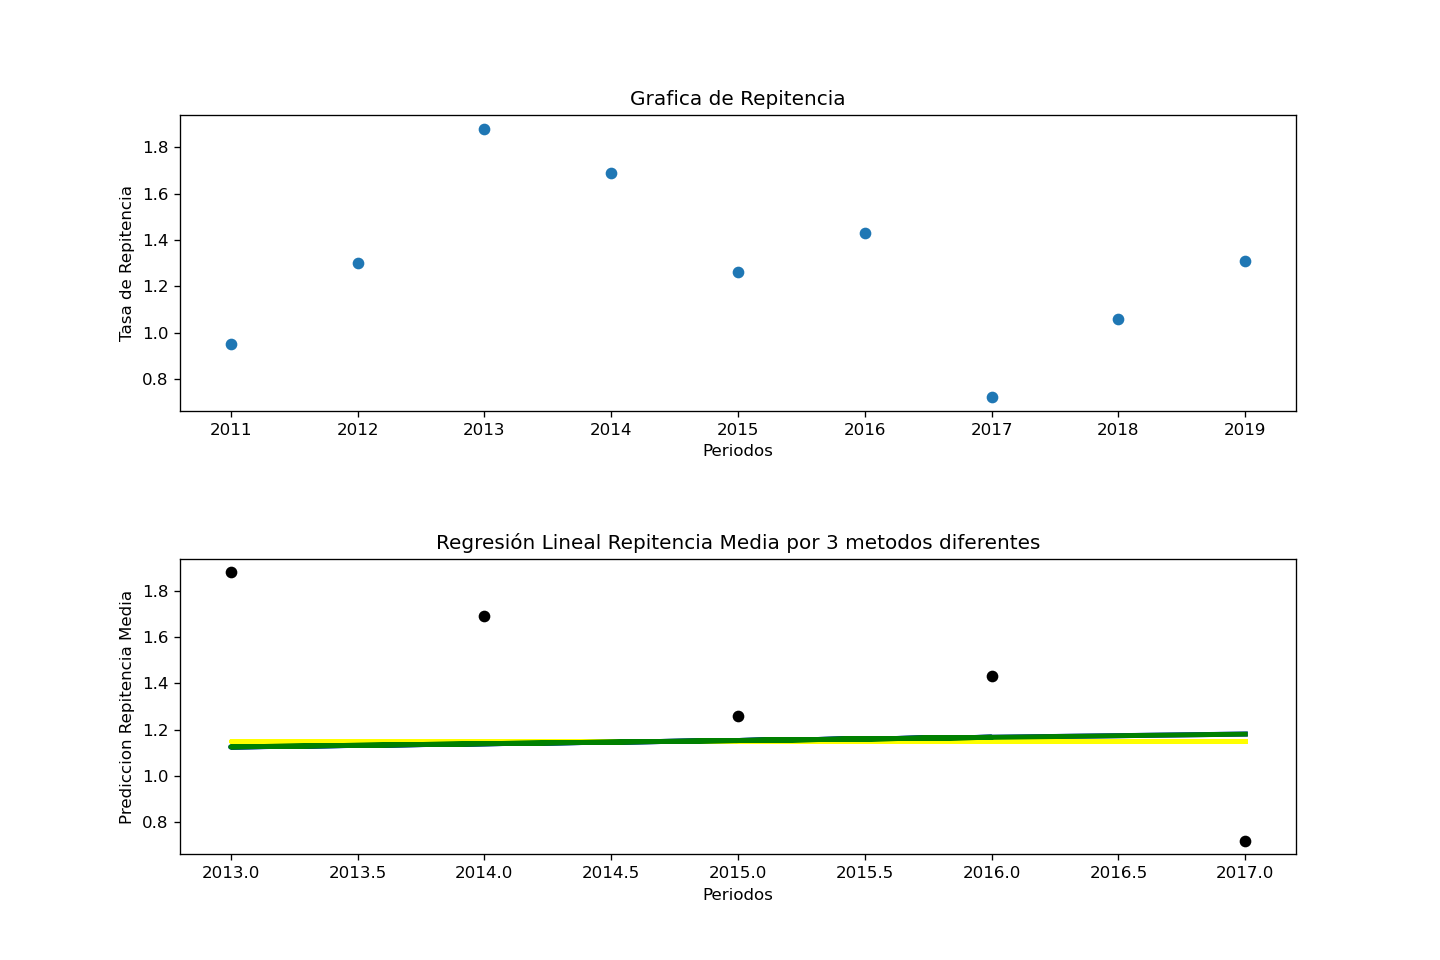 Grafica de Repitencia
Tasa de Repitencia
1.8
1.6
1.4
1.2
1.0
0.8
2011 2012 2013 2014 2015 2016 2017 2018 2019
Periodos
Regresión Lineal Repitencia Media por 3 metodos diferentes
Prediccion Repitencia Media
1.8
1.6
1.4
1.2
1.0
0.8
2013.0 2013.5 2014.0 2014.5 2015.0 2015.5 2016.0 2016.5 2017.0
Periodos